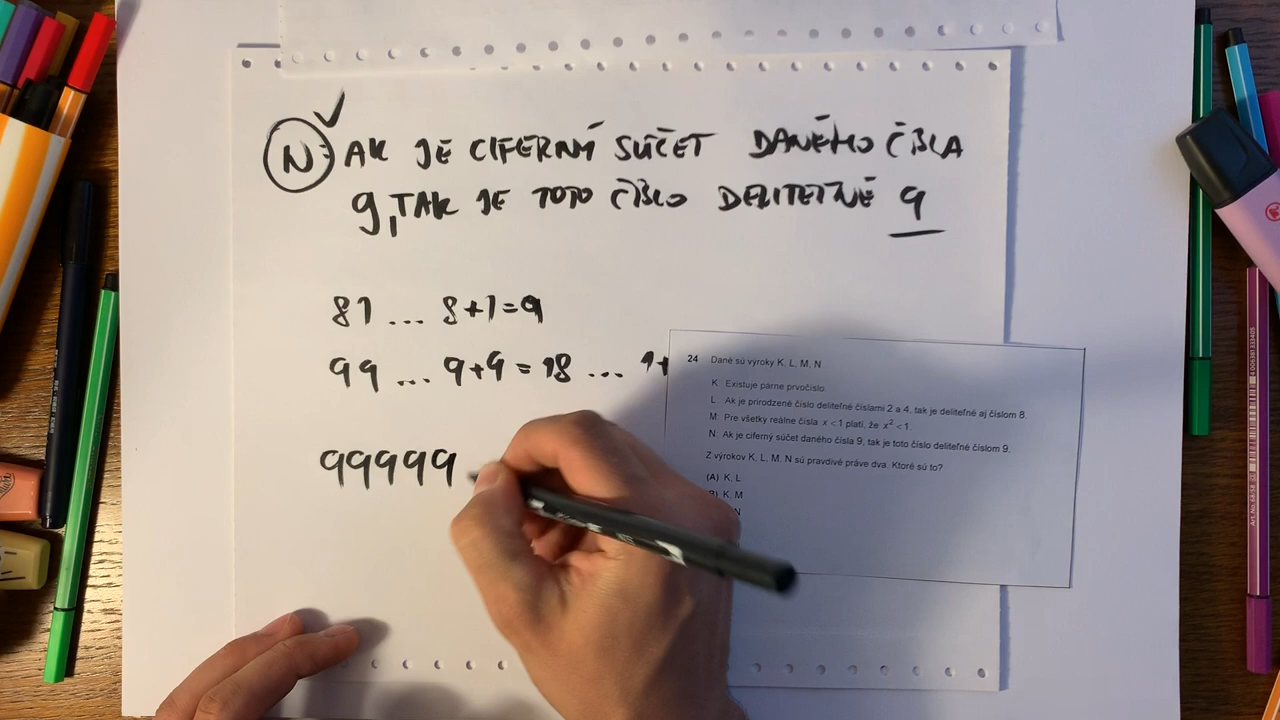 N: AK JE CIFERNÝ SÚČET DANÉHO ČÍSLA
9, TAK JE TOTO ČÍSLO DELITEĽNÉ 9
81 ... 8+1=9
99 ... 9+9=18 ... 1+
99999
24 Dané sú výroky K, L, M, N
K: Existuje párne prvočíslo.
L: Ak je prirodzené číslo deliteľné číslami 2 a 4, tak je deliteľné aj číslom 8.
M: Pre všetky reálne čísla x < 1 platí, že x² < 1.
N: Ak je ciferný súčet daného čísla 9, tak je toto číslo deliteľné číslom 9.
Z výrokov K, L, M, N sú pravdivé práve dva. Ktoré sú to?
(A) K, L
) K, M
N